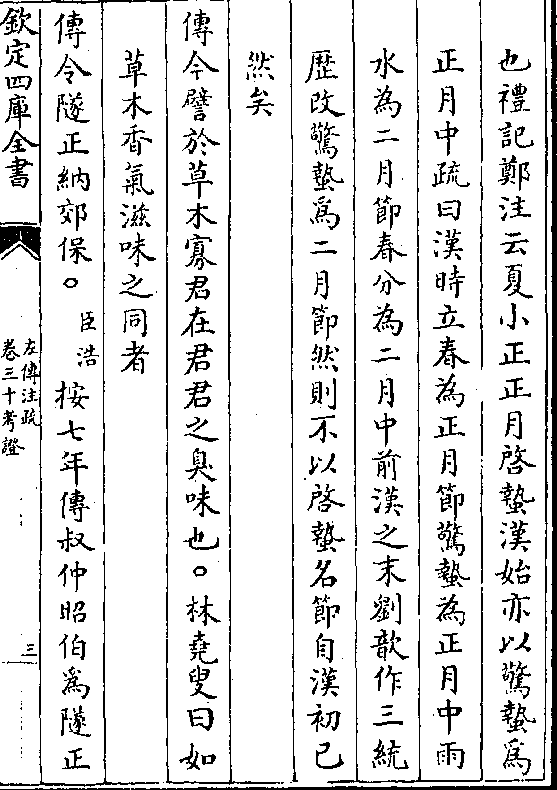 也禮記鄭注云夏小正正月啓蟄漢始亦以驚蟄爲
正月中疏曰漢時立春為正月節驚蟄為正月中雨
水為二月節春分為二月中前漢之末劉歆作三統
歴改驚蟄爲二月節然則不以啓蟄名節自漢初已
然矣
傳今譬於草木寡君在君君之臭味也。林堯叟曰如
草木香氣滋味之同者
傳令隧正納郊保。臣浩按七年傳叔仲昭伯爲隧正
欽定四庫全書
左傳注疏
卷三十考證
三